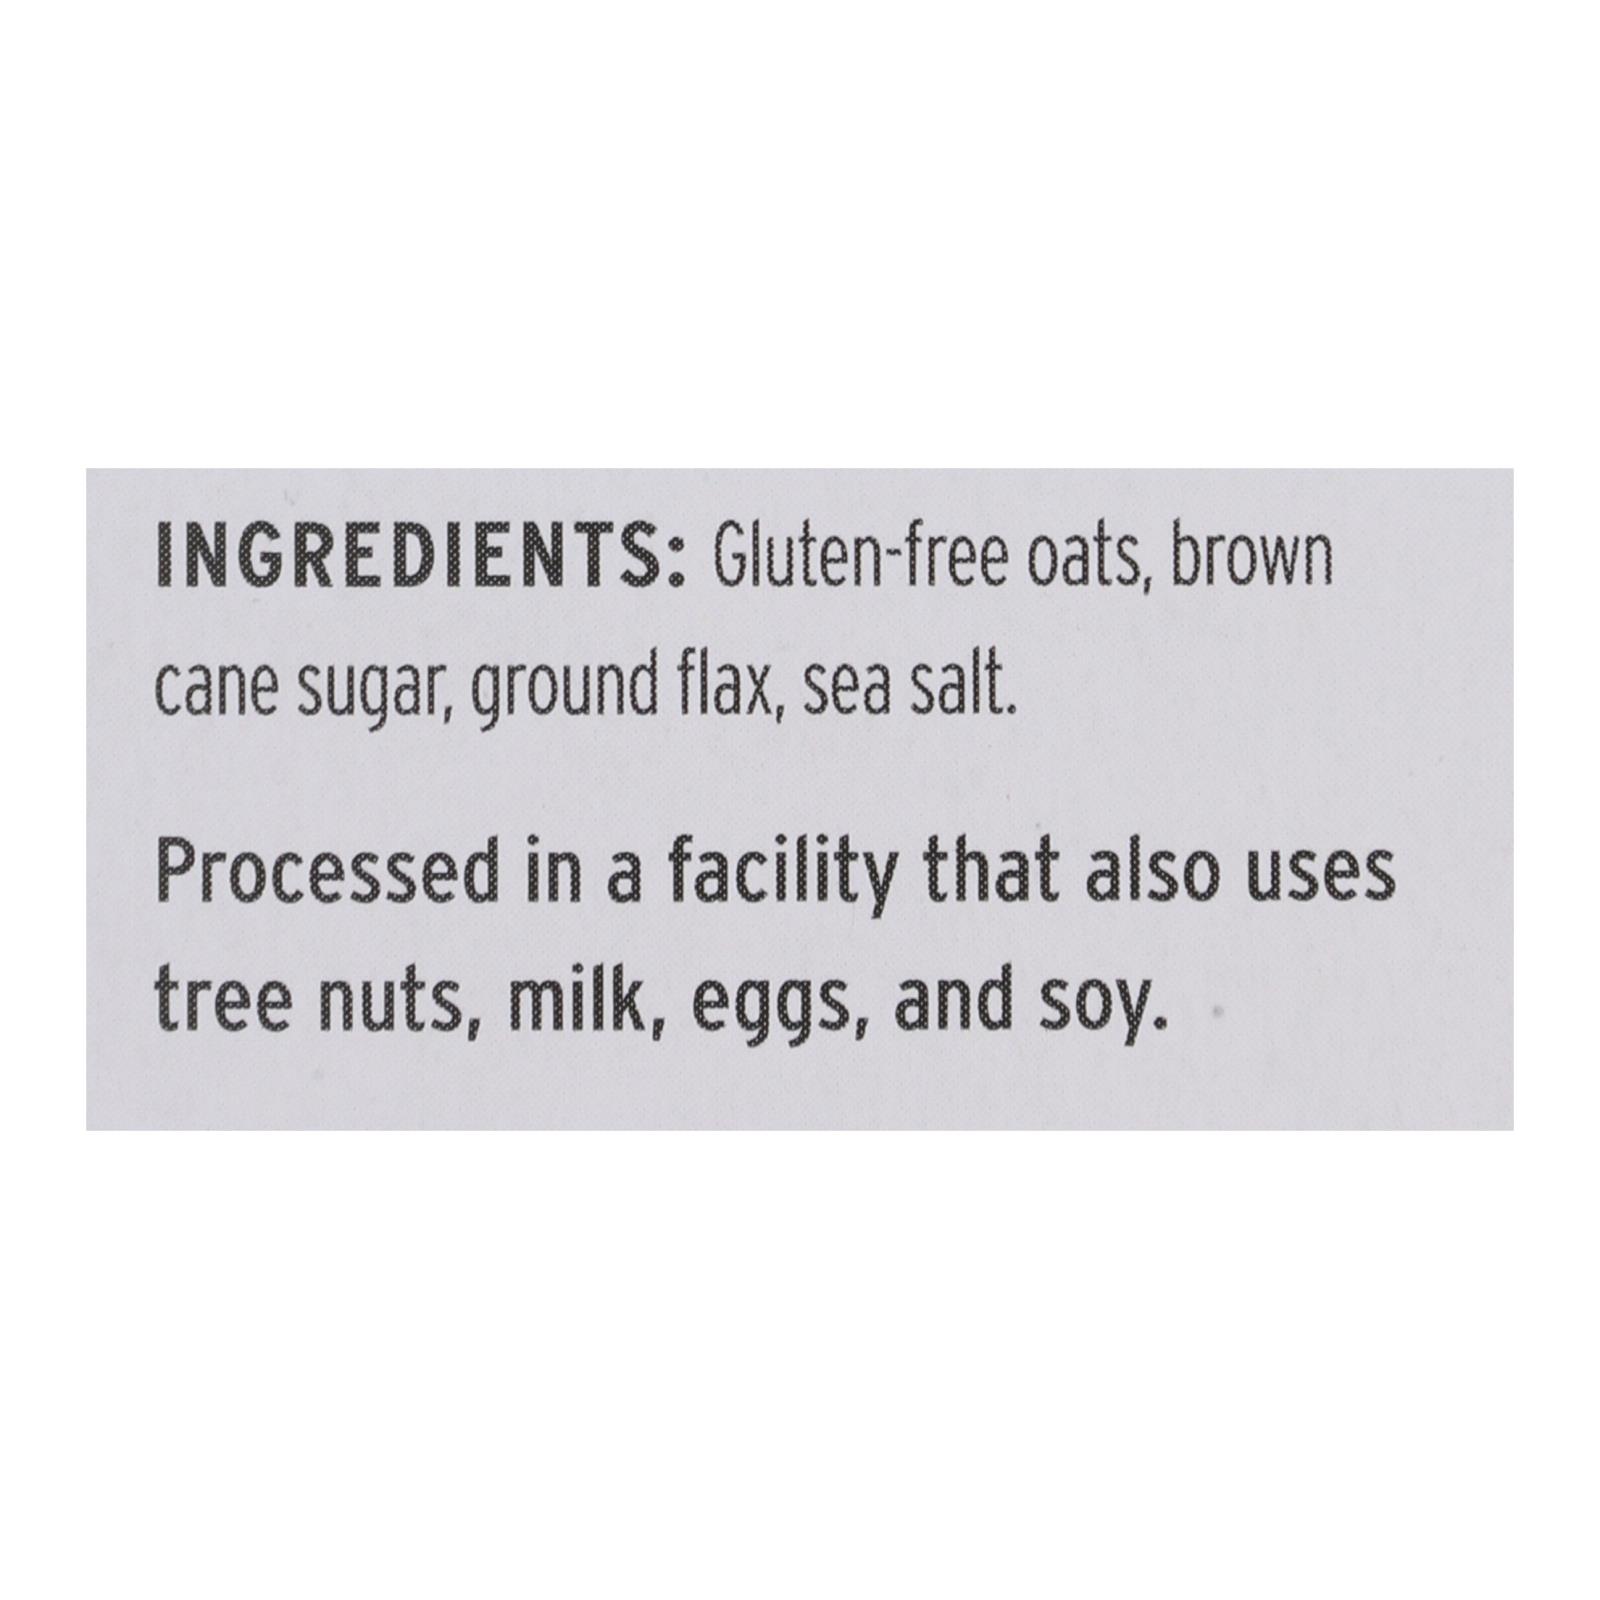 INGREDIENTS: Gluten-free oats, brown
cane sugar, ground flax, sea salt.
Processed in a facility that also uses
tree nuts, milk, eggs, and soy.